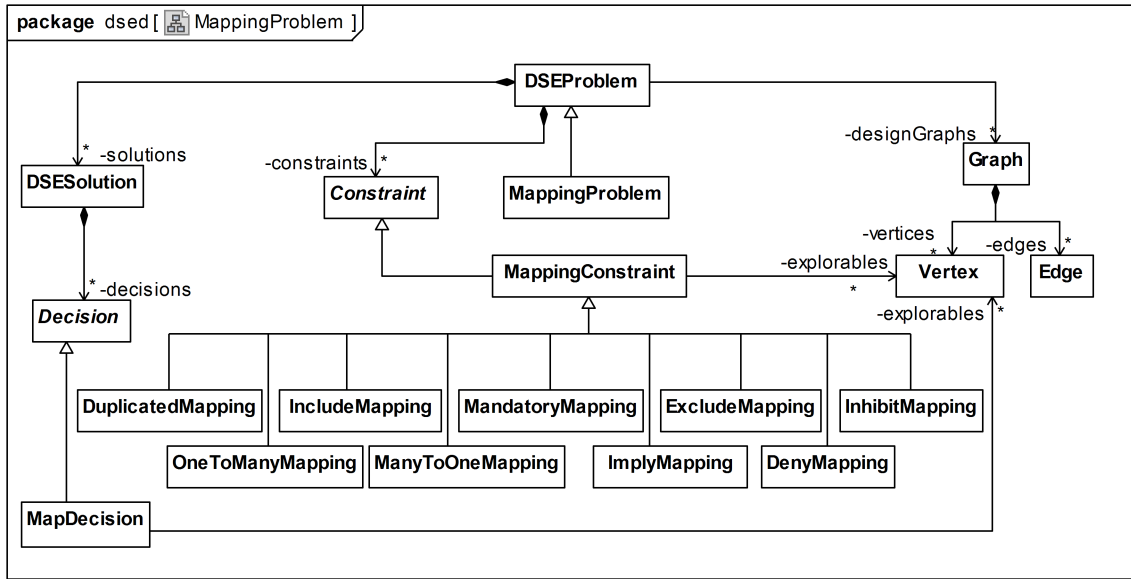 package dsed [ MappingProblem ]
DSEProblem
-designGraphs *
* -solutions
-constraints *
Graph
DSESolution
Constraint
MappingProblem
-vertices
*
-edges *
MappingConstraint
-explorables
*
Vertex
Edge
* -decisions
-explorables *
Decision
DuplicatedMapping
IncludeMapping
MandatoryMapping
ExcludeMapping
InhibitMapping
OneToManyMapping
ManyToOneMapping
ImplyMapping
DenyMapping
MapDecision